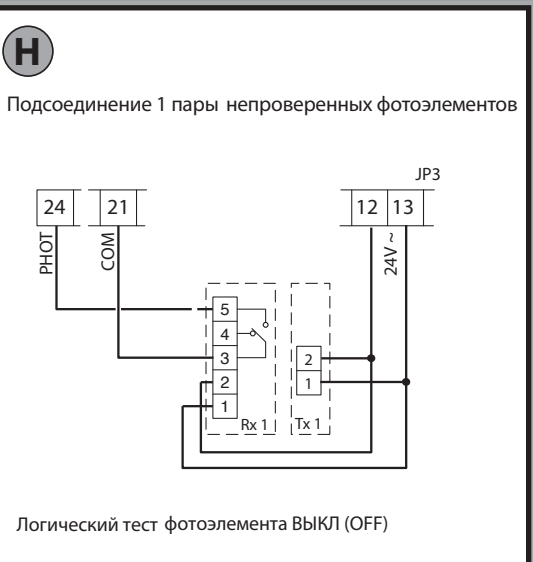 H
Подсоединение 1 пары непроверенных фотоэлементов
JP3
24 21 12 13
PHOT COM 24V ~
5
4
3
2
1
Rx 1
2
1
Tx 1
Логический тест фотоэлемента ВЫКЛ (OFF)